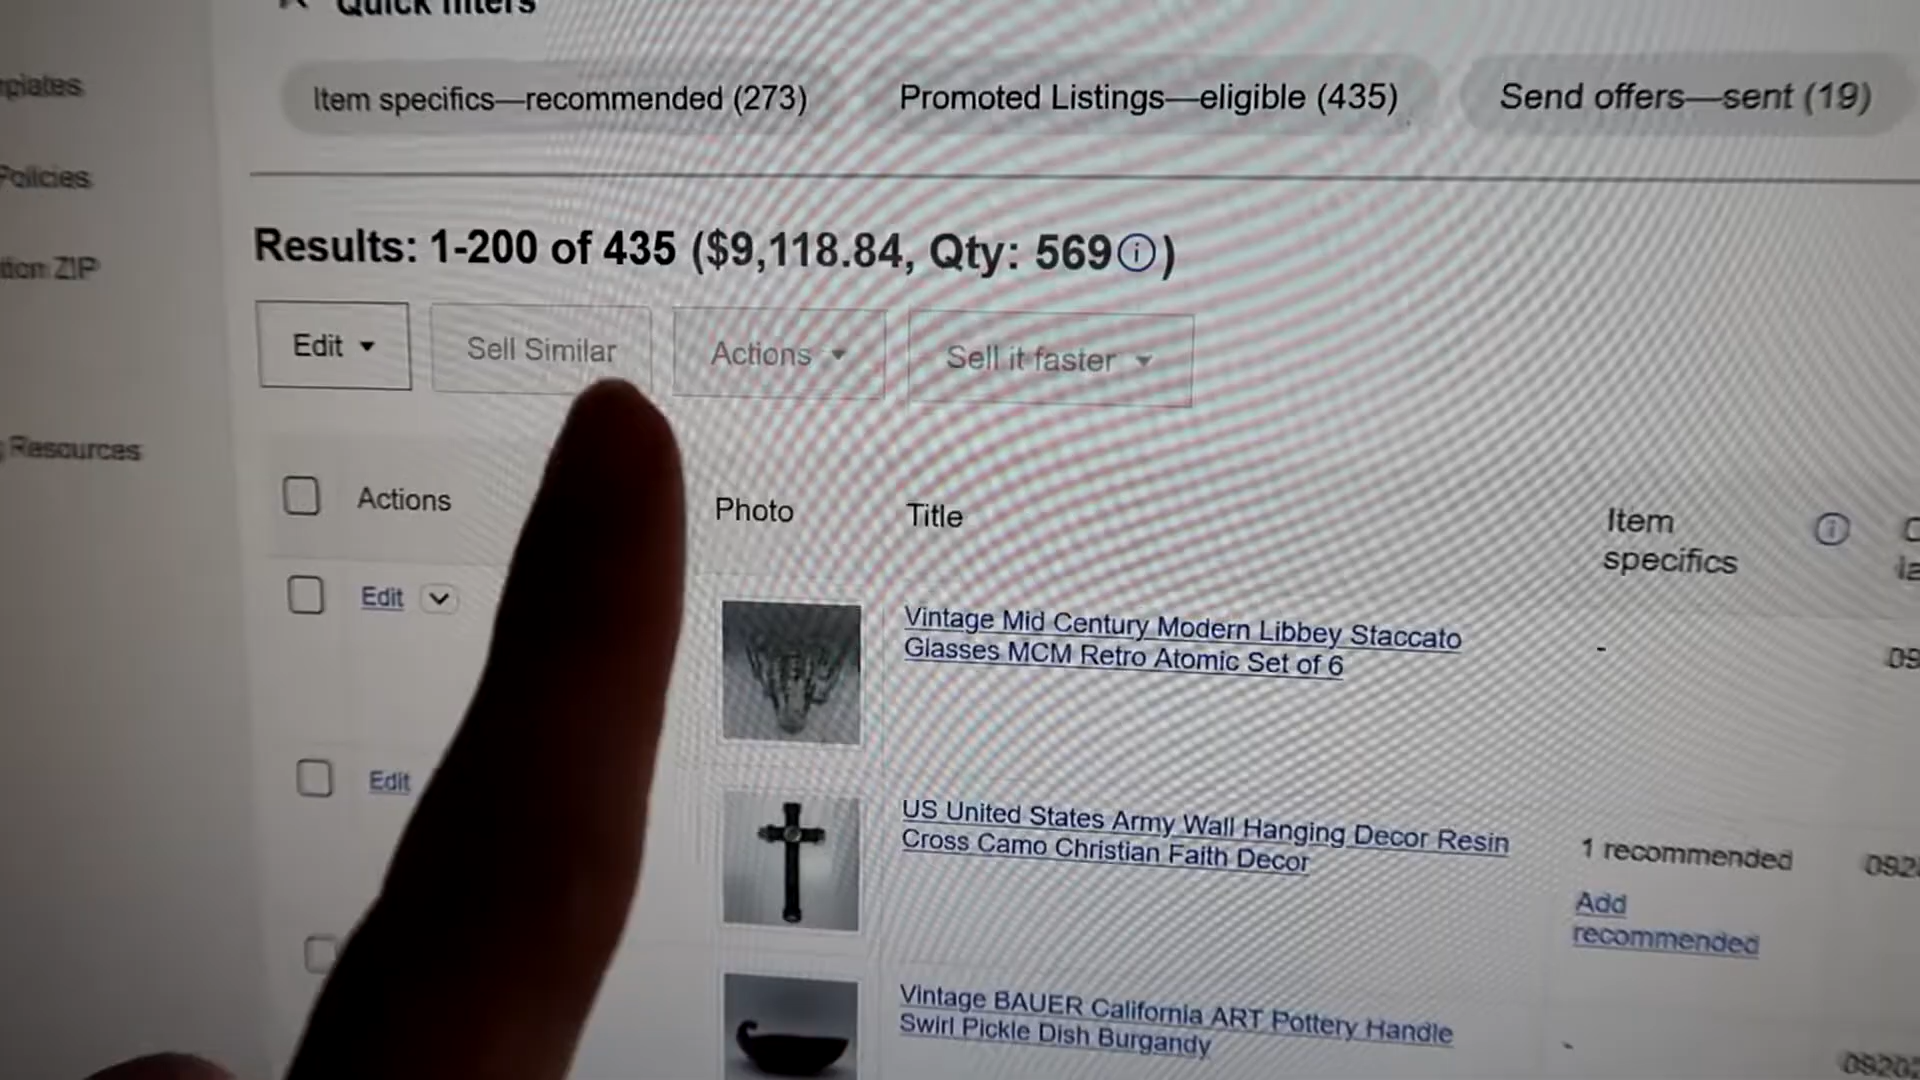 Quick filters
Item specifics—recommended (273) Promoted Listings—eligible (435) Send offers—sent (19)
Policies
Results: 1-200 of 435 ($9,118.84, Qty: 569 ⓘ)
ZIP
Edit Sell Similar Actions Sell it faster
Resources
Actions Photo Title Item
specifics
Edit
Vintage Mid Century Modern Libbey Staccato
Glasses MCM Retro Atomic Set of 6
-
09
Edit
US United States Army Wall Hanging Decor Resin
Cross Camo Christian Faith Decor
1 recommended
Add
recommended
092
Vintage BAUER California ART Pottery Handle
Swirl Pickle Dish Burgandy
-